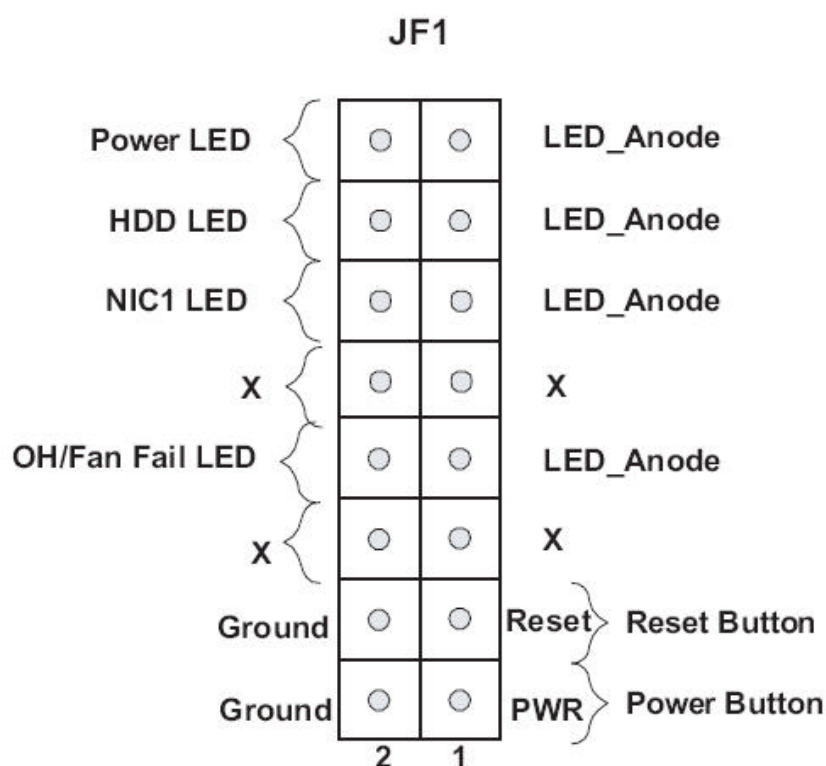 JF1
Power LED LED_Anode
HDD LED LED_Anode
NIC1 LED LED_Anode
X X
OH/Fan Fail LED LED_Anode
X X
Ground Reset Reset Button
Ground PWR Power Button
2 1